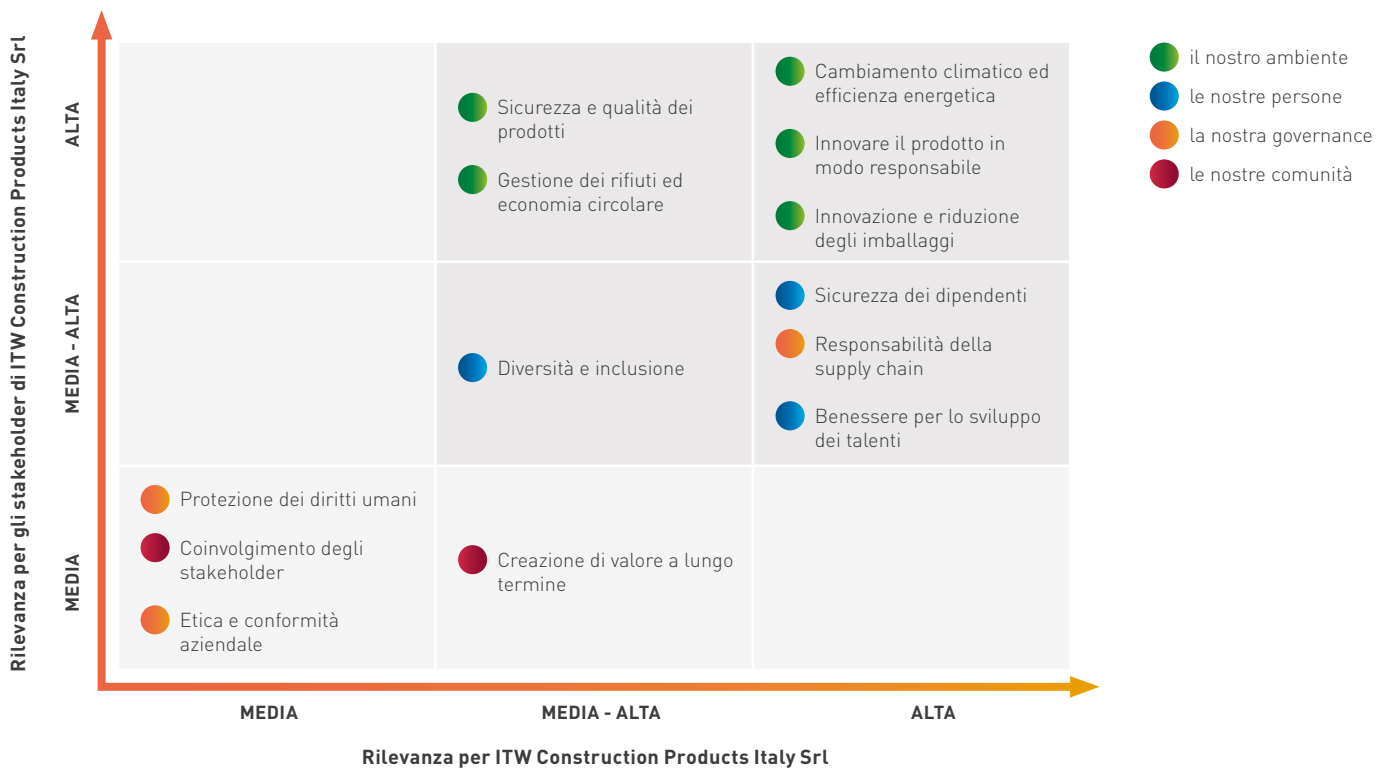 Rilevanza per gli stakeholder di ITW Construction Products Italy Srl
ALTA
MEDIA - ALTA
MEDIA
Sicurezza e qualità dei
prodotti
Gestione dei rifiuti ed
economia circolare
Cambiamento climatico ed
efficienza energetica
Innovare il prodotto in
modo responsabile
Innovazione e riduzione
degli imballaggi
Diversità e inclusione
Sicurezza dei dipendenti
Responsabilità della
supply chain
Benessere per lo sviluppo
dei talenti
Protezione dei diritti umani
Coinvolgimento degli
stakeholder
Etica e conformità
aziendale
Creazione di valore a lungo
termine
MEDIA
MEDIA - ALTA
ALTA
Rilevanza per ITW Construction Products Italy Srl
il nostro ambiente
le nostre persone
la nostra governance
le nostre comunità